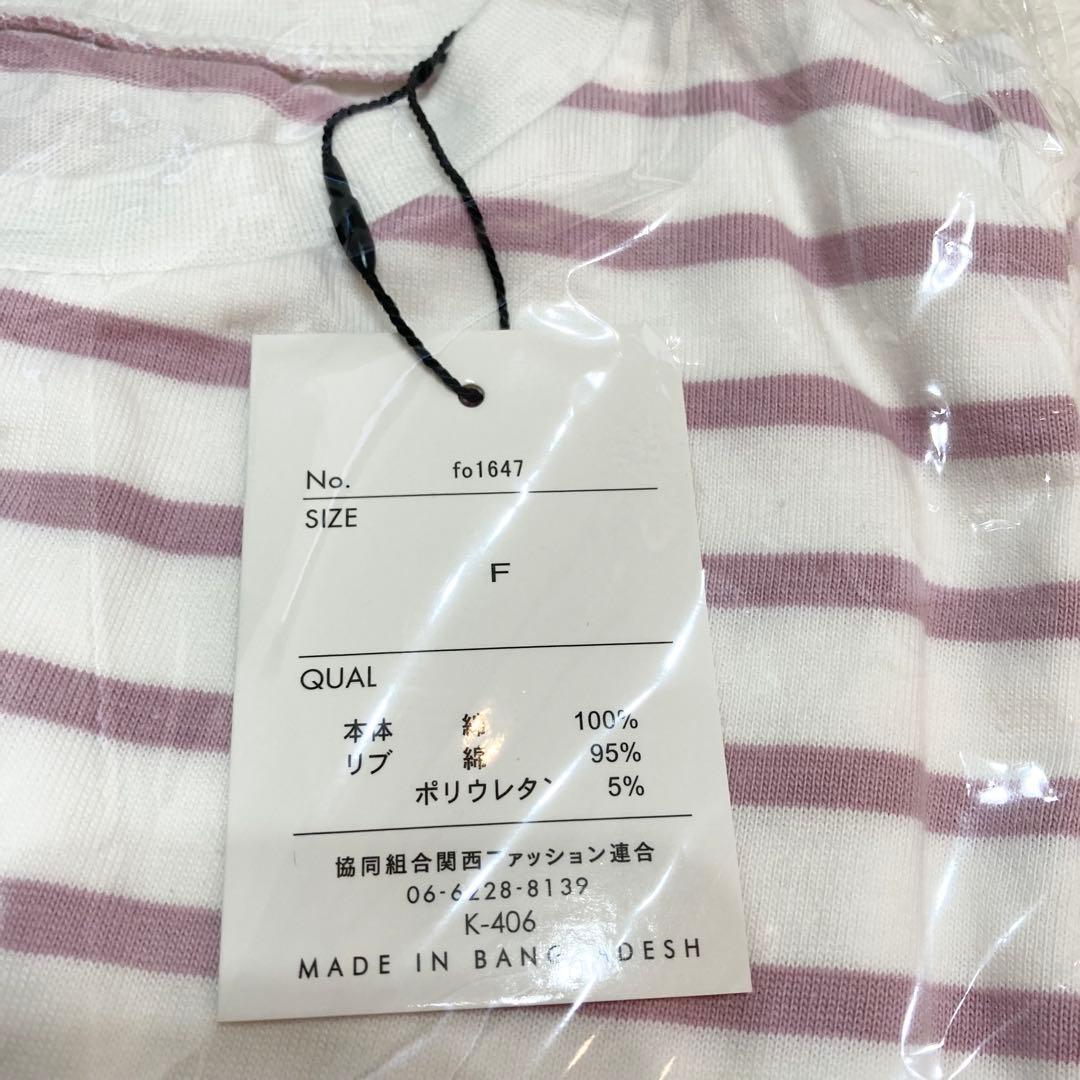 No. fo1647
SIZE
F
QUAL
本体 綿 100%
リブ 綿 95%
ポリウレタン 5%
協同組合関西ファッション連合
06-6228-8139
K-406
MADE IN BANGLADESH